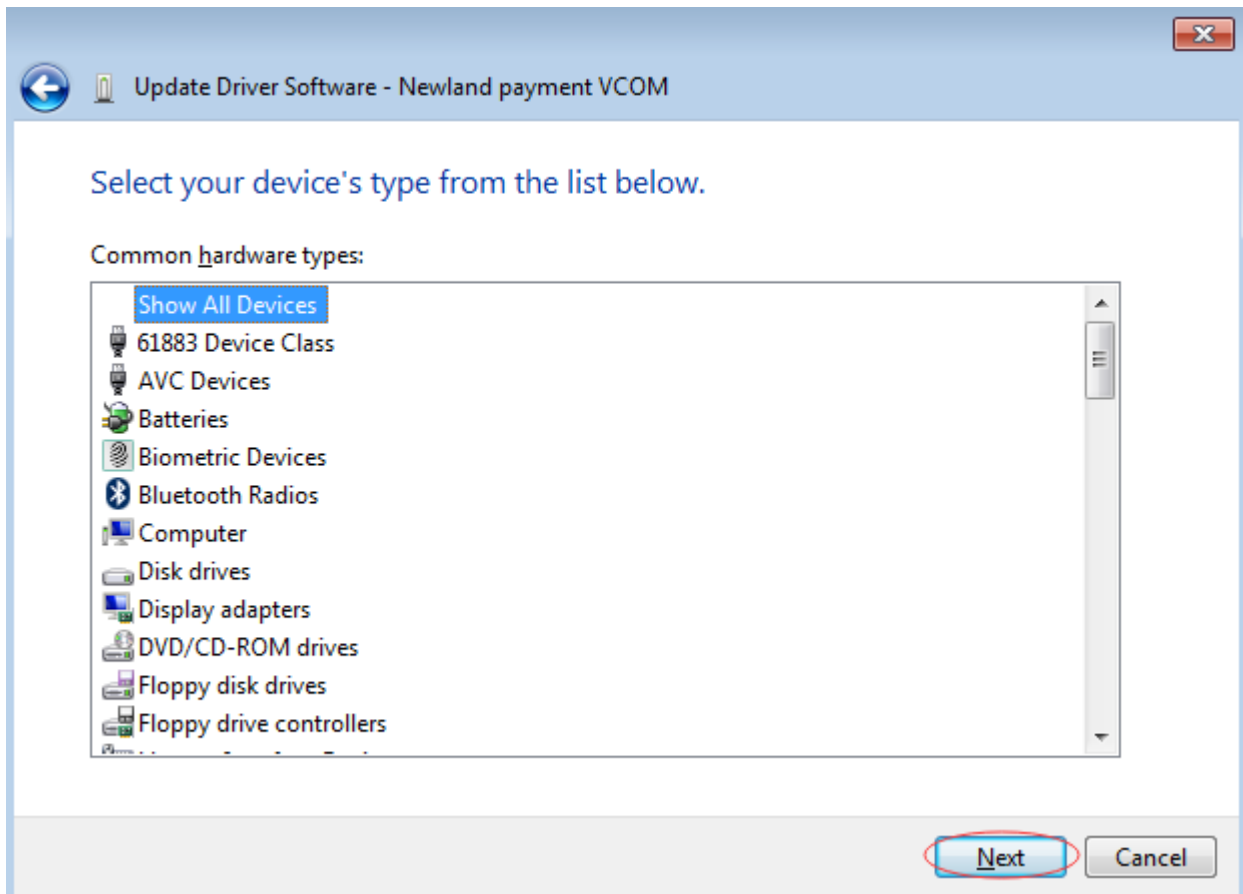 Update Driver Software - Newland payment VCOM
Select your device's type from the list below.
Common hardware types:
Show All Devices
61883 Device Class
AVC Devices
Batteries
Biometric Devices
Bluetooth Radios
Computer
Disk drives
Display adapters
DVD/CD-ROM drives
Floppy disk drives
Floppy drive controllers
Next Cancel